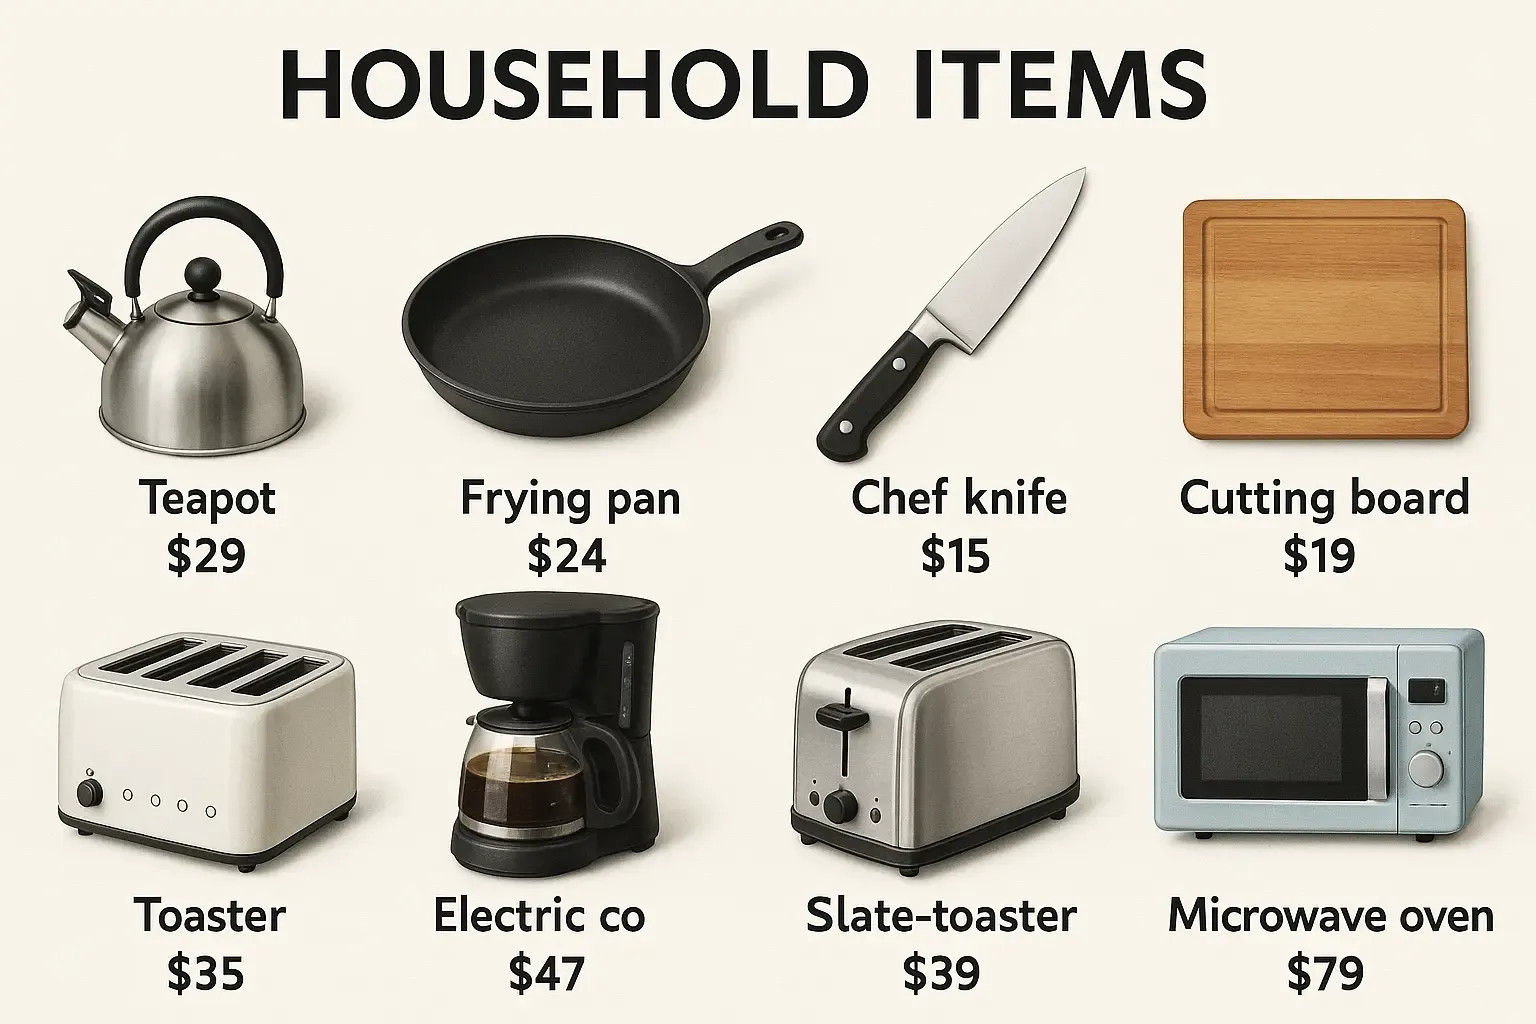 HOUSEHOLD ITEMS
Teapot
$29
Frying pan
$24
Chef knife
$15
Cutting board
$19
Toaster
$35
Electric co
$47
Slate-toaster
$39
Microwave oven
$79